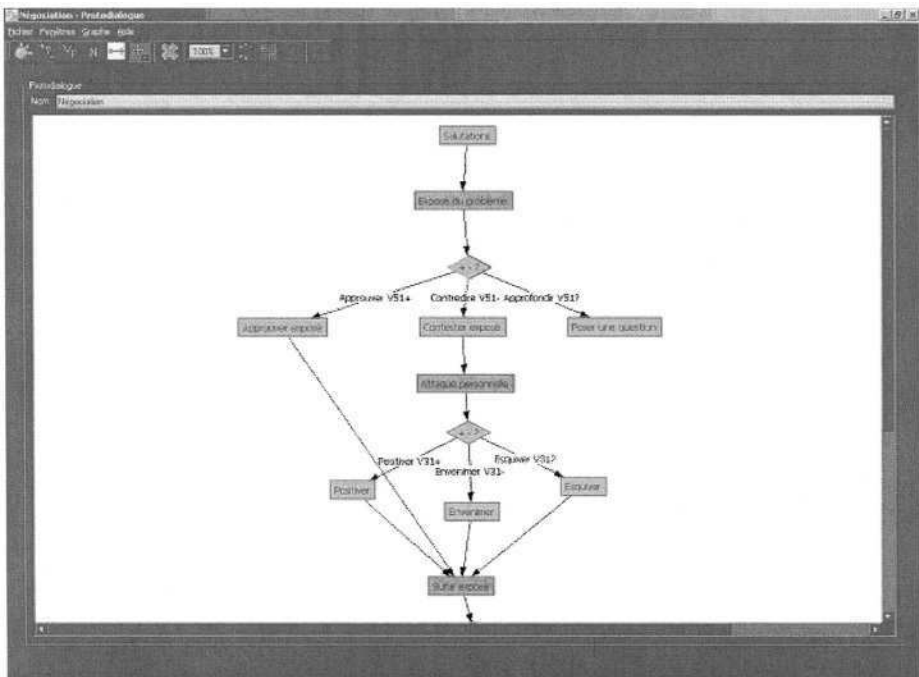 Négociation - Protodialogue
Fichier Fenêtres Graphe Aide
100%
Protodialogue
Nom Négociation
Salutations
Exposé du problème
+ - ?
Approuver V51+ Contredire V51- Approfondir V51?
Approuver exposé Contester exposé Poser une question
Attaque personnelle
+ - ?
Positiver V31+ Envenimer V31- Esquiver V31?
Positiver Envenimer Esquiver
Suite exposé